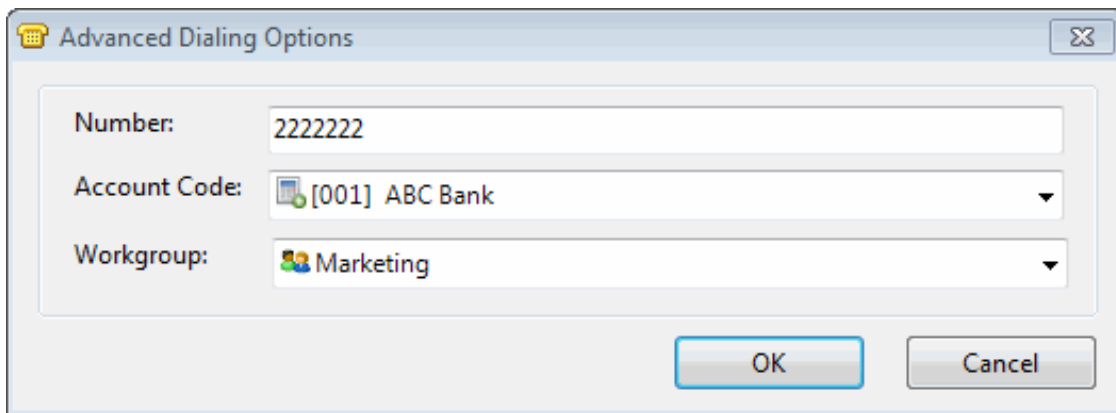 Advanced Dialing Options
Number: 2222222
Account Code: [001] ABC Bank
Workgroup: Marketing
OK Cancel